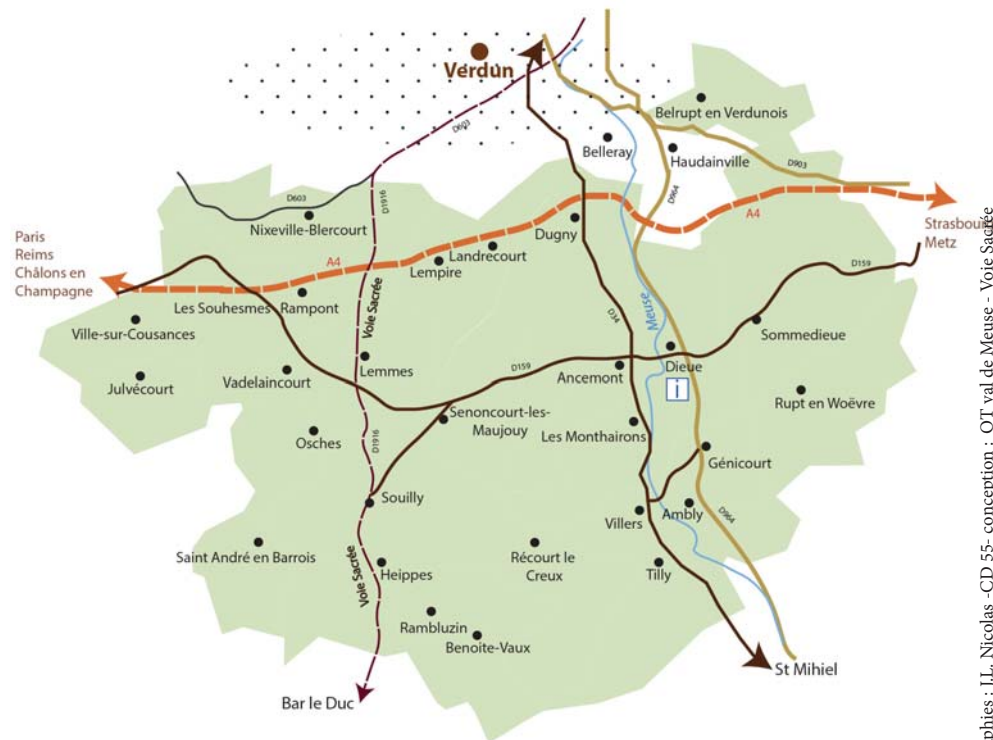 Verdun
Belrupt en Verdunois
D603
Belleray
Haudainville
D903
D603
D1916
D964
Nixeville-Blercourt
A4
Dugny
Strasbourg
Metz
Paris
Reims
Châlons en
Champagne
A4
Landrecourt
Lempire
D159
Les Souhesmes
Rampont
Voie Sacrée
Meuse
D34
Ville-sur-Cousances
Sommedieue
Lemmes
Dieue
Julvécourt
Vadelaincourt
D159
Ancemont
i
Rupt en Woëvre
Senoncourt-les-
Maujouy
Les Monthairons
Osches
D1916
Génicourt
Souilly
Villers
Ambly
D964
Saint André en Barrois
Voie Sacrée
Heippes
Récourt le
Creux
Tilly
Rambluzin
Benoite-Vaux
St Mihiel
Bar le Duc
phies : J.L. Nicolas -CD 55- conception : OT val de Meuse - Voie Sacrée